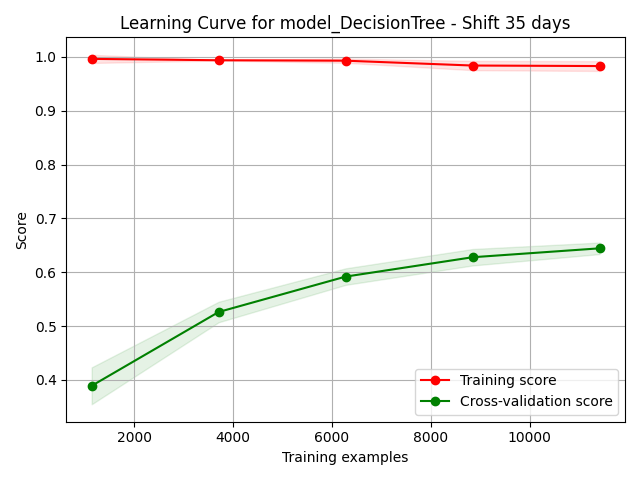 Learning Curve for model_DecisionTree - Shift 35 days
Score
1.0
0.9
0.8
0.7
0.6
0.5
0.4
2000 4000 6000 8000 10000
Training examples
Training score
Cross-validation score